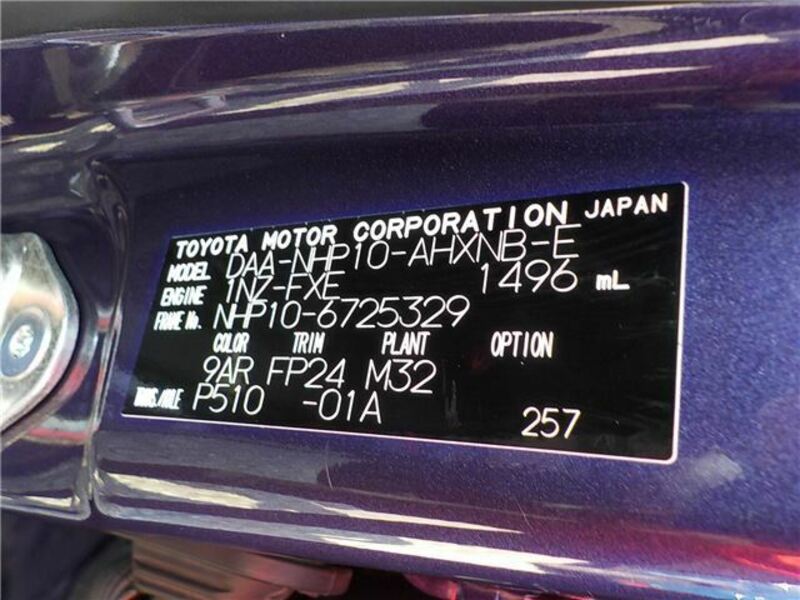 TOYOTA MOTOR CORPORATION JAPAN
MODEL DAA-NHP10-AHXNB-E
ENGINE 1NZ-FXE 1496 mL
FRAME No. NHP10-6725329
COLOR TRIM PLANT OPTION
9AR FP24 M32
TRANS./AXLE P510 -01A 257